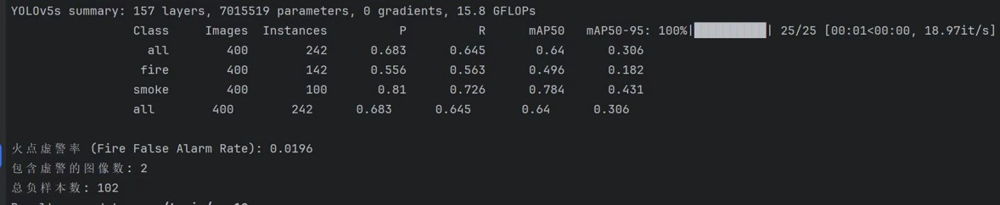 YOLOv5s summary: 157 layers, 7015519 parameters, 0 gradients, 15.8 GFLOPs
Class Images Instances P R mAP50 mAP50-95: 100%|██████████| 25/25 [00:01<00:00, 18.97it/s]
all 400 242 0.683 0.645 0.64 0.306
fire 400 142 0.556 0.563 0.496 0.182
smoke 400 100 0.81 0.726 0.784 0.431
all 400 242 0.683 0.645 0.64 0.306
火点虚警率 (Fire False Alarm Rate): 0.0196
包含虚警的图像数: 2
总负样本数: 102